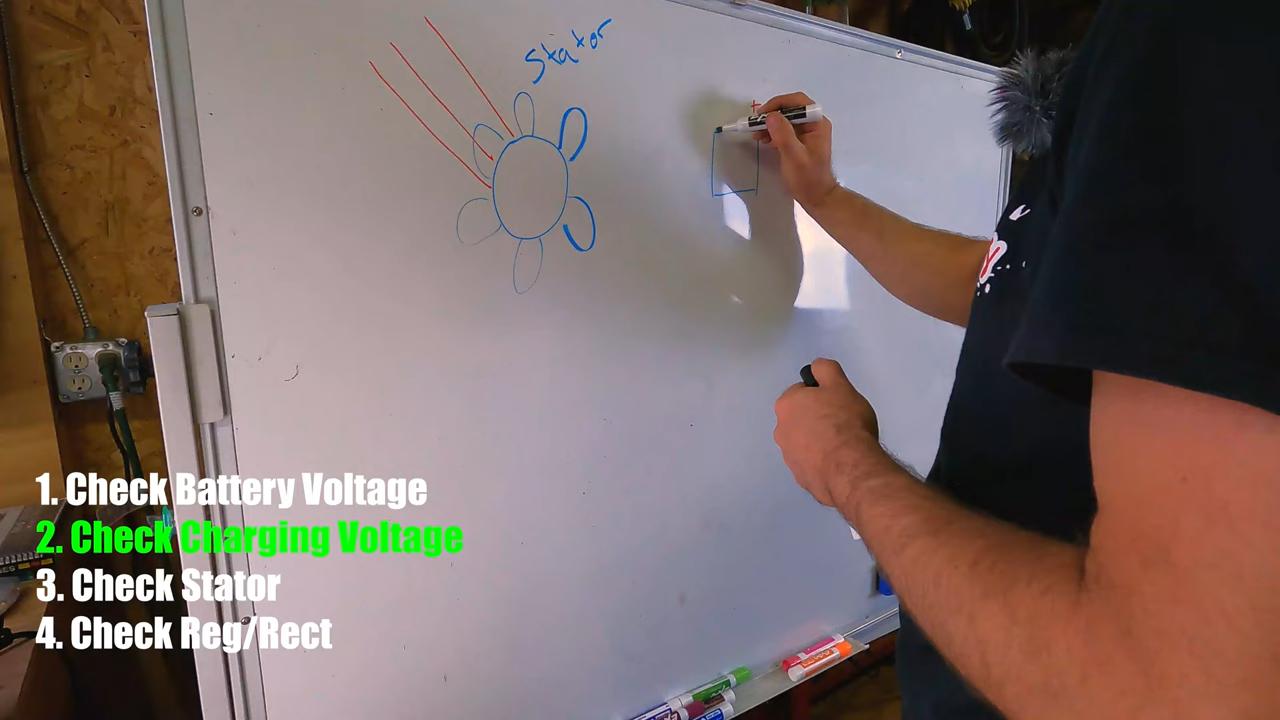 Stator
+
1. Check Battery Voltage
2. Check Charging Voltage
3. Check Stator
4. Check Reg/Rect